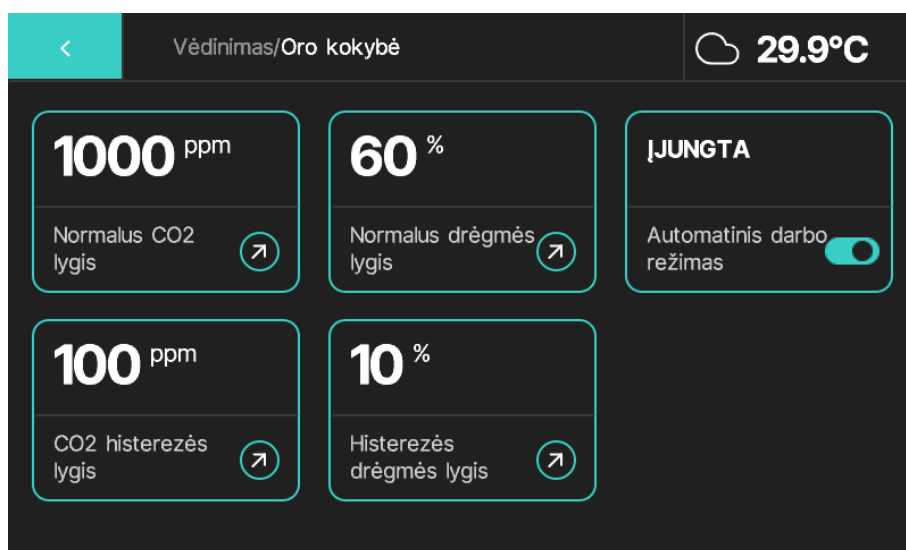 Vėdinimas/Oro kokybė
29.9°C
1000 ppm
Normalus CO2
lygis
60 %
Normalus drėgmės
lygis
ĮJUNGTA
Automatinis darbo
režimas
100 ppm
CO2 histerezės
lygis
10 %
Histerezės
drėgmės lygis